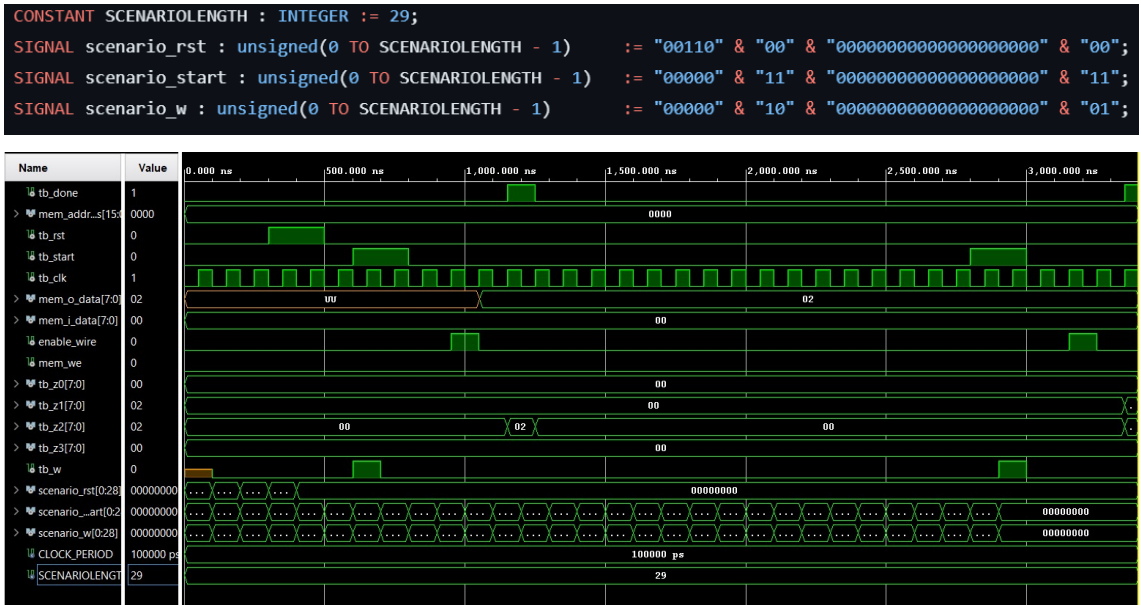 CONSTANT SCENARIOLENGTH : INTEGER := 29;
SIGNAL scenario_rst : unsigned(0 TO SCENARIOLENGTH - 1) := "00110" & "00" & "00000000000000000000" & "00";
SIGNAL scenario_start : unsigned(0 TO SCENARIOLENGTH - 1) := "00000" & "11" & "00000000000000000000" & "11";
SIGNAL scenario_w : unsigned(0 TO SCENARIOLENGTH - 1) := "00000" & "10" & "00000000000000000000" & "01";
Name Value 0.000 ns 500.000 ns 1,000.000 ns 1,500.000 ns 2,000.000 ns 2,500.000 ns 3,000.000 ns
tb_done 1
mem_addr...s[15:0 0000 0000
tb_rst 0
tb_start 0
tb_clk 1
mem_o_data[7:0] 02 UU 02
mem_i_data[7:0] 00 00
enable_wire 0
mem_we 0
tb_z0[7:0] 00 00
tb_z1[7:0] 02 00 .
tb_z2[7:0] 02 00 02 00 .
tb_z3[7:0] 00 00
tb_w 0
scenario_rst[0:28] 00000000 ... ... ... ... 00000000
scenario_...art[0:2 00000000 ... ... ... ... ... ... ... ... ... ... ... ... ... ... ... ... ... ... ... ... ... ... ... ... ... ... ... ... ... 00000000
scenario_w[0:28] 00000000 ... ... ... ... ... ... ... ... ... ... ... ... ... ... ... ... ... ... ... ... ... ... ... ... ... ... ... ... ... 00000000
CLOCK_PERIOD 100000 ps 100000 ps
SCENARIOLENGT 29 29